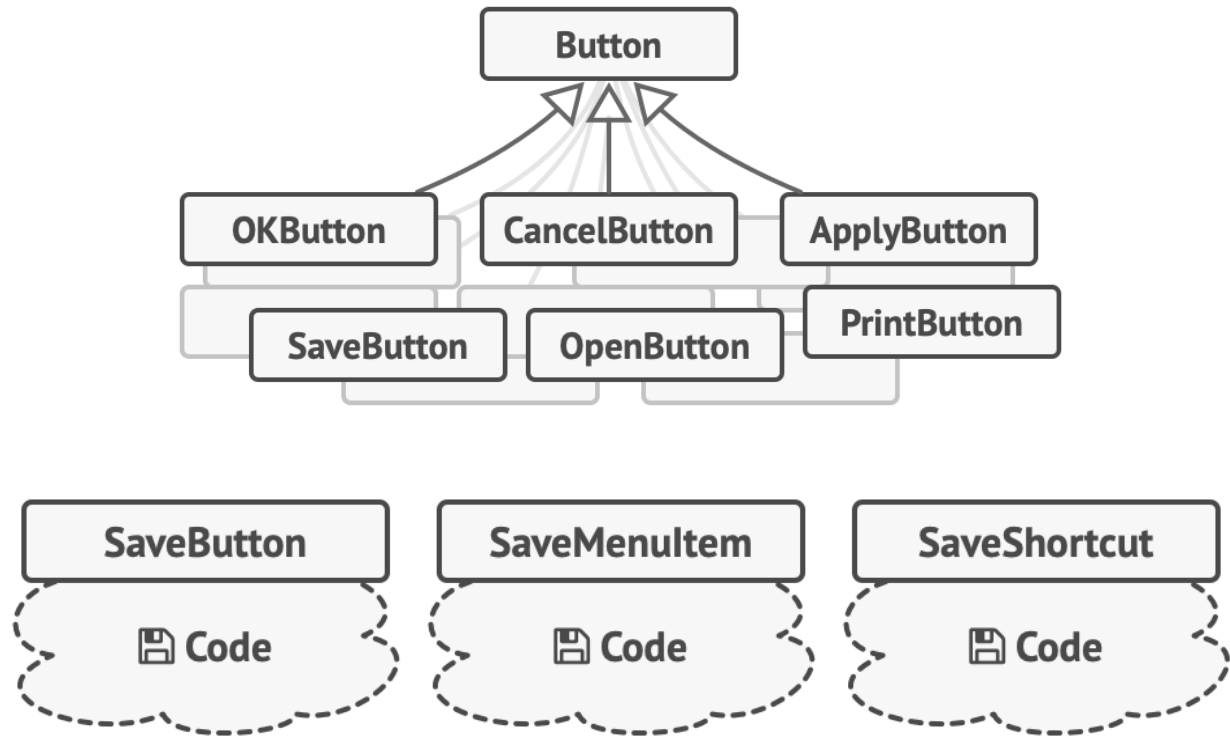 Button
OKButton
CancelButton
ApplyButton
SaveButton
OpenButton
PrintButton
SaveButton
SaveMenuItem
SaveShortcut
Code
Code
Code